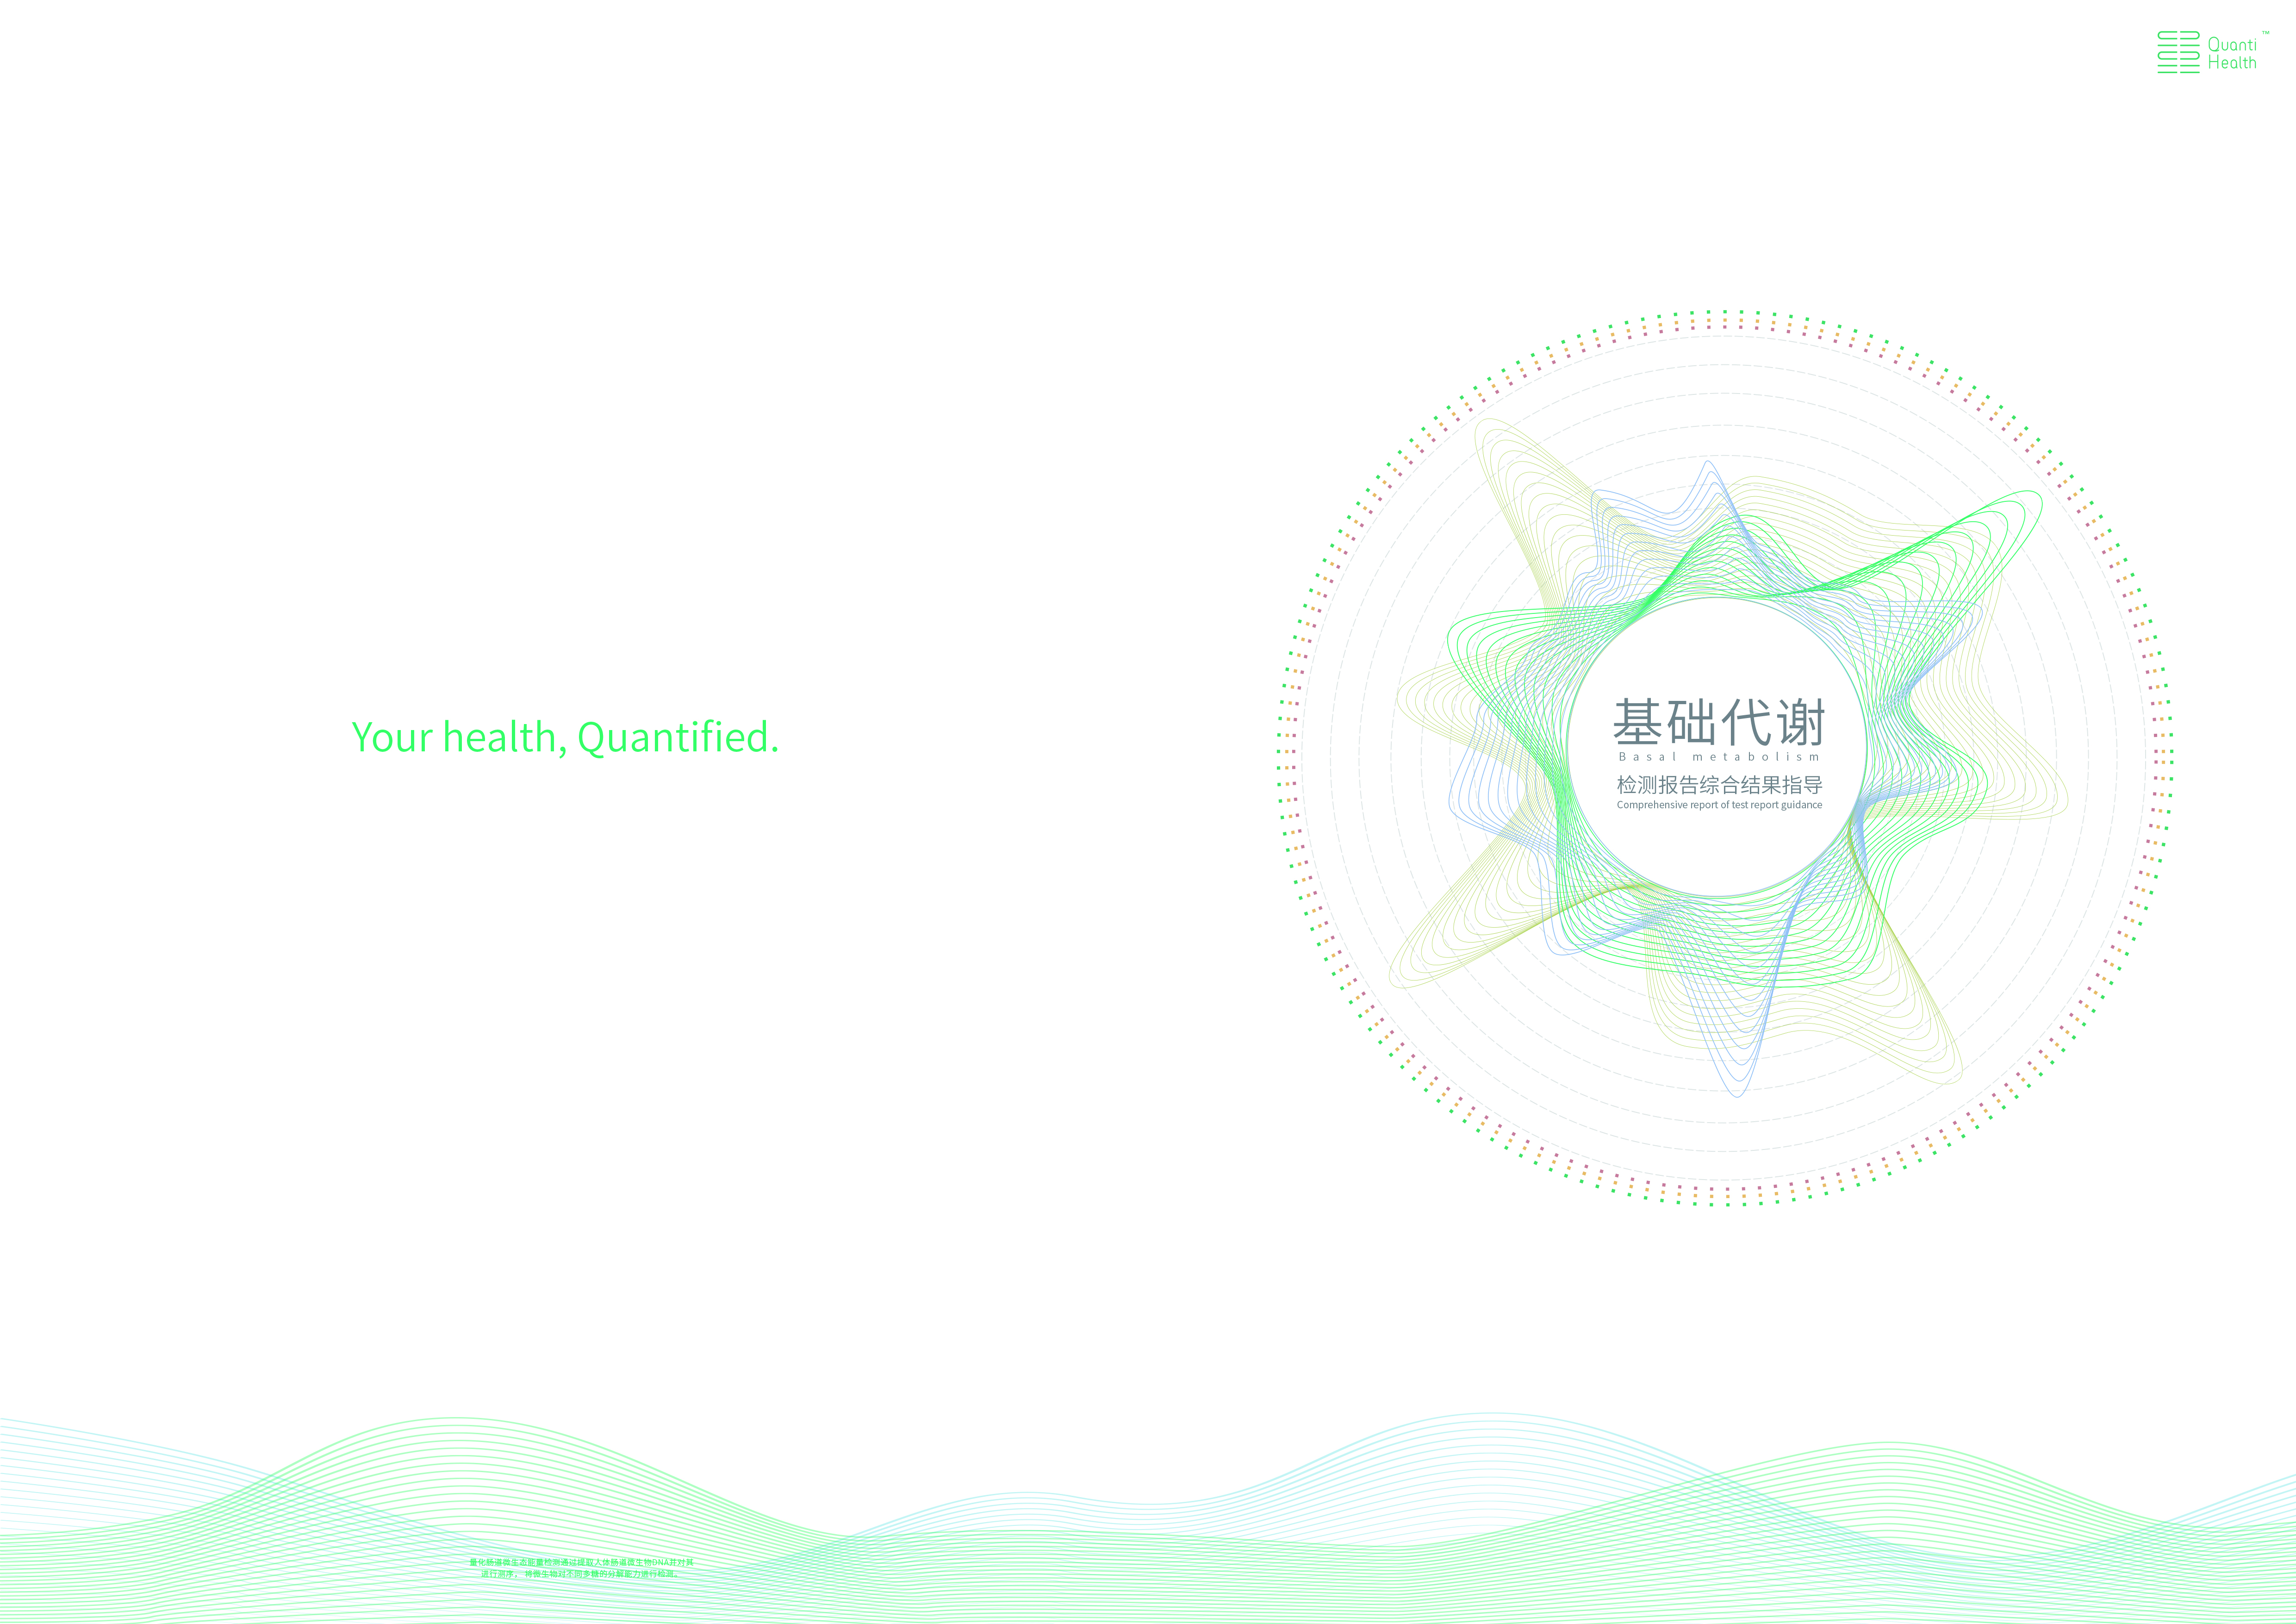 Quanti
Health
™
Your health, Quantified.
基础代谢
Basal metabolism
检测报告综合结果指导
Comprehensive report of test report guidance
量化肠道微生态能量检测通过提取人体肠道微生物DNA并对其
进行测序， 将微生物对不同多糖的分解能力进行检测。